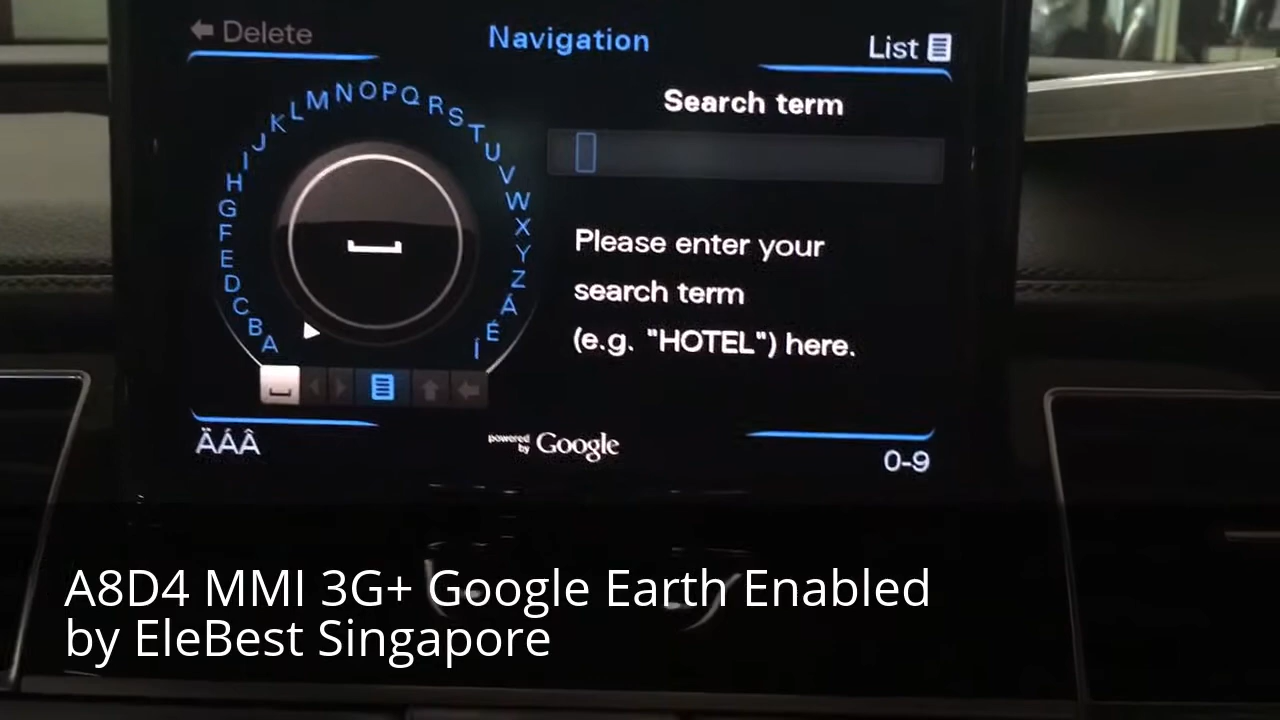 Delete
Navigation
List
Search term
A B C D E F G H I J K L M N O P Q R S T U V W X Y Z Á É Í
Please enter your
search term
(e.g. "HOTEL") here.
ÄÁÂ
powered by Google
0-9
A8D4 MMI 3G+ Google Earth Enabled
by EleBest Singapore